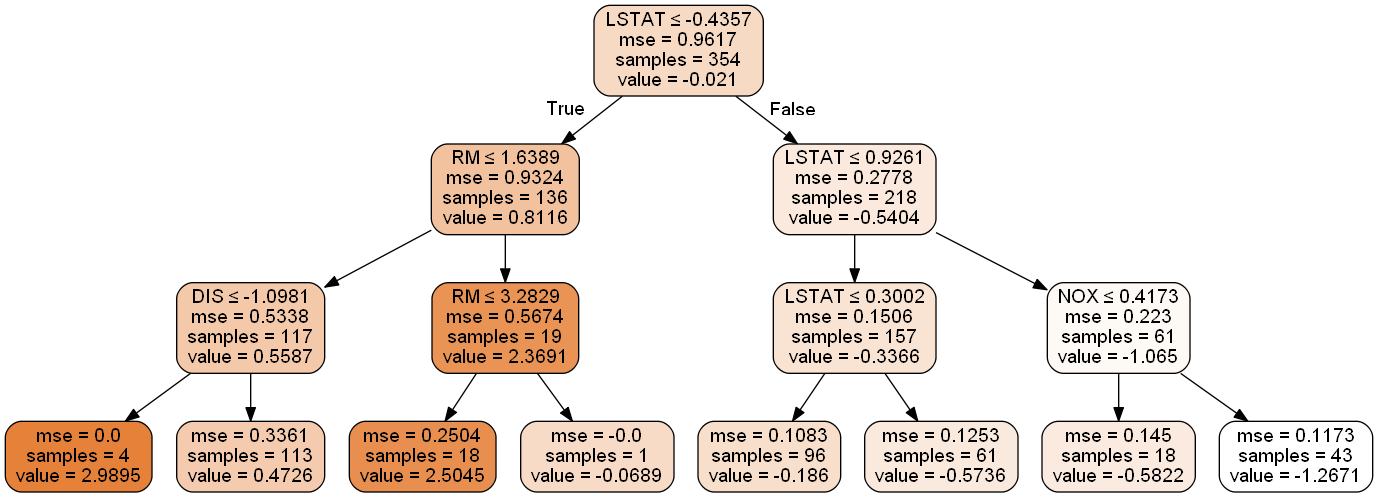 LSTAT ≤ -0.4357
mse = 0.9617
samples = 354
value = -0.021
True
False
RM ≤ 1.6389
mse = 0.9324
samples = 136
value = 0.8116
LSTAT ≤ 0.9261
mse = 0.2778
samples = 218
value = -0.5404
DIS ≤ -1.0981
mse = 0.5338
samples = 117
value = 0.5587
RM ≤ 3.2829
mse = 0.5674
samples = 19
value = 2.3691
LSTAT ≤ 0.3002
mse = 0.1506
samples = 157
value = -0.3366
NOX ≤ 0.4173
mse = 0.223
samples = 61
value = -1.065
mse = 0.0
samples = 4
value = 2.9895
mse = 0.3361
samples = 113
value = 0.4726
mse = 0.2504
samples = 18
value = 2.5045
mse = -0.0
samples = 1
value = -0.0689
mse = 0.1083
samples = 96
value = -0.186
mse = 0.1253
samples = 61
value = -0.5736
mse = 0.145
samples = 18
value = -0.5822
mse = 0.1173
samples = 43
value = -1.2671